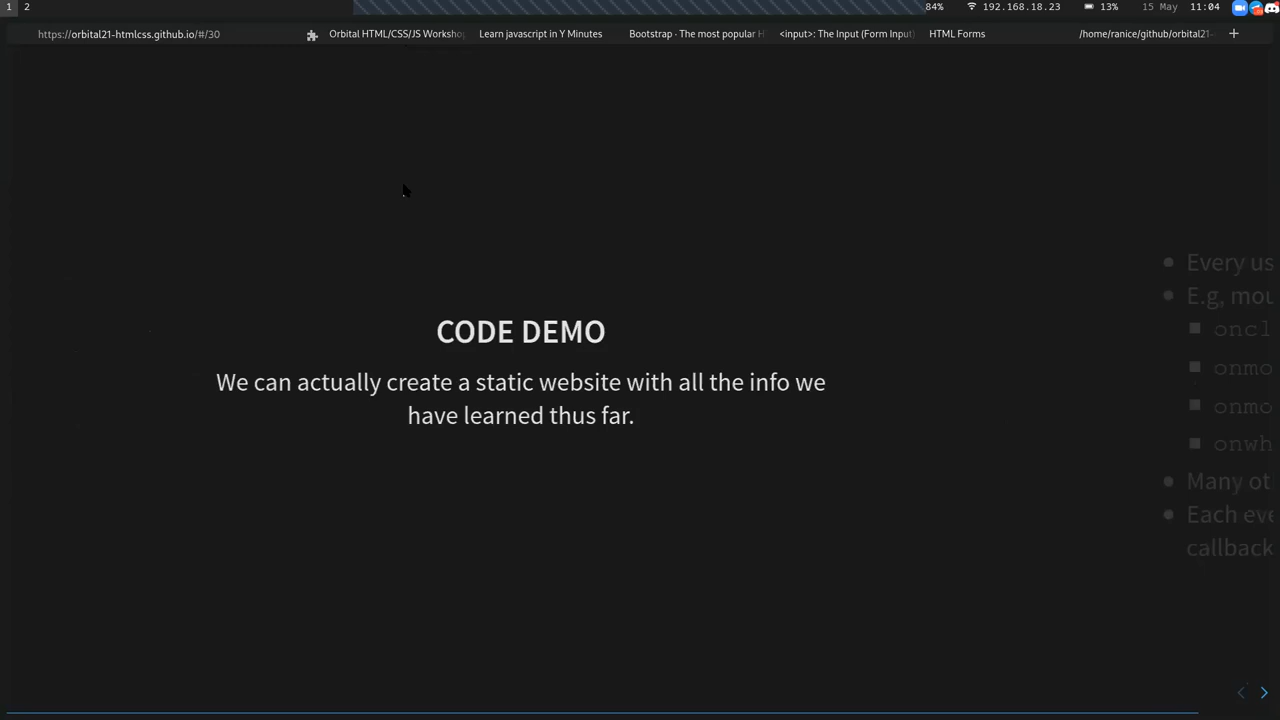 1 2 84% 192.168.18.23 13% 15 May 11:04
https://orbital21-htmlcss.github.io/#/30 Orbital HTML/CSS/JS Workshop Learn javascript in Y Minutes Bootstrap · The most popular H <input>: The Input (Form Input) HTML Forms /home/ranice/github/orbital21-
CODE DEMO
We can actually create a static website with all the info we
have learned thus far.
Every us
E.g, mou
oncl
onmo
onmo
onwh
Many ot
Each eve
callback